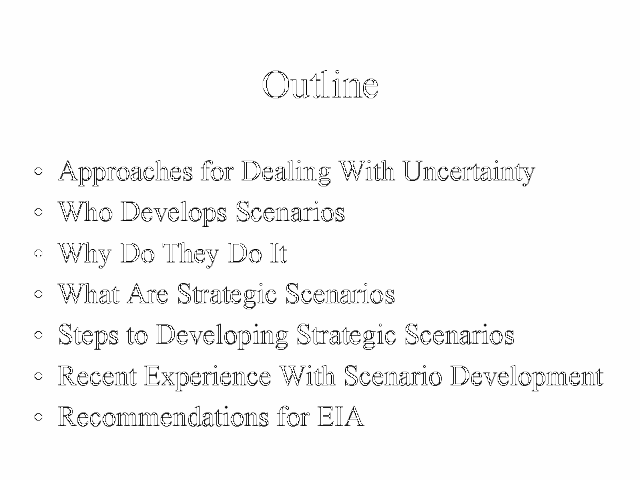 Outline
◦ Approaches for Dealing With Uncertainty
◦ Who Develops Scenarios
◦ Why Do They Do It
◦ What Are Strategic Scenarios
◦ Steps to Developing Strategic Scenarios
◦ Recent Experience With Scenario Development
◦ Recommendations for EIA